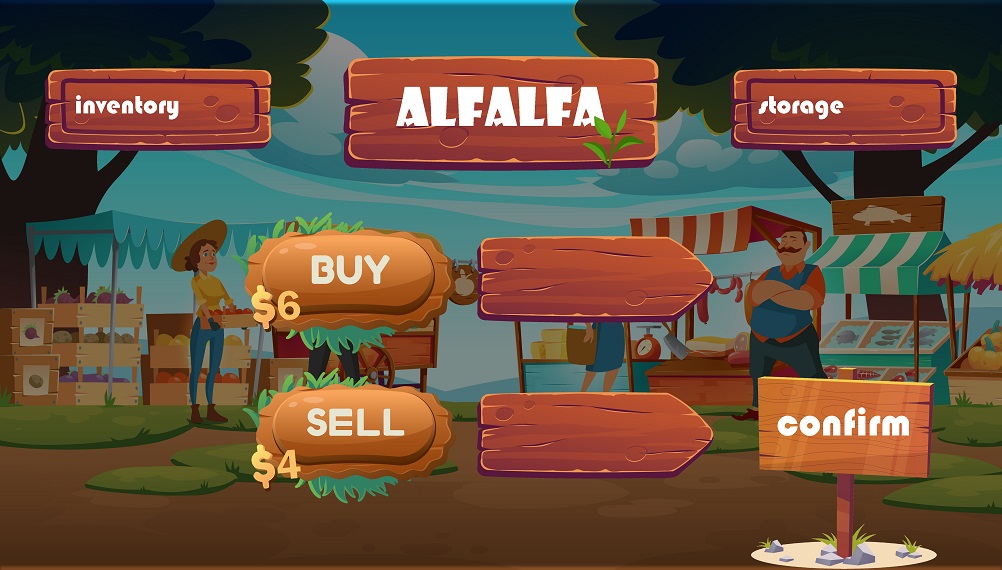 inventory
ALFALFA
storage
BUY
$6
SELL
$4
confirm